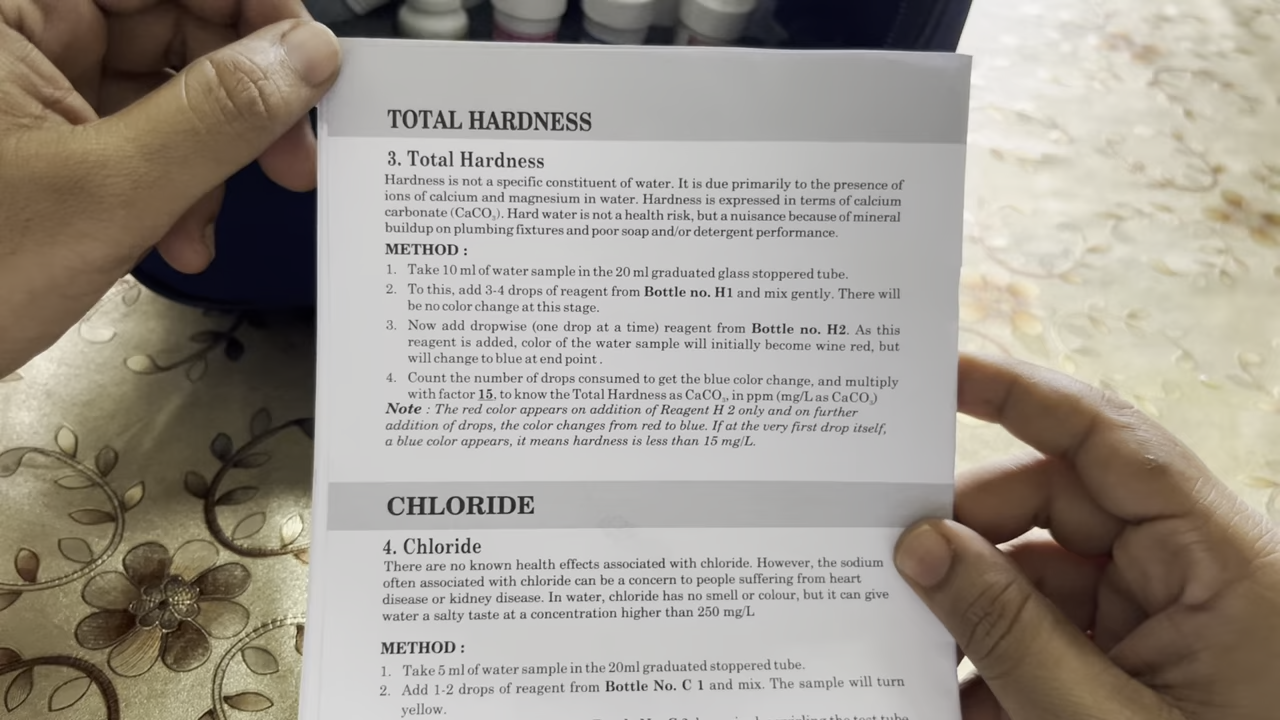 TOTAL HARDNESS
3. Total Hardness
Hardness is not a specific constituent of water. It is due primarily to the presence of
ions of calcium and magnesium in water. Hardness is expressed in terms of calcium
carbonate (CaCO₃). Hard water is not a health risk, but a nuisance because of mineral
buildup on plumbing fixtures and poor soap and/or detergent performance.
METHOD :
1. Take 10 ml of water sample in the 20 ml graduated glass stoppered tube.
2. To this, add 3-4 drops of reagent from Bottle no. H1 and mix gently. There will
be no color change at this stage.
3. Now add dropwise (one drop at a time) reagent from Bottle no. H2. As this
reagent is added, color of the water sample will initially become wine red, but
will change to blue at end point .
4. Count the number of drops consumed to get the blue color change, and multiply
with factor 15, to know the Total Hardness as CaCO₃, in ppm (mg/L as CaCO₃)
Note : The red color appears on addition of Reagent H 2 only and on further
addition of drops, the color changes from red to blue. If at the very first drop itself,
a blue color appears, it means hardness is less than 15 mg/L.
CHLORIDE
4. Chloride
There are no known health effects associated with chloride. However, the sodium
often associated with chloride can be a concern to people suffering from heart
disease or kidney disease. In water, chloride has no smell or colour, but it can give
water a salty taste at a concentration higher than 250 mg/L
METHOD :
1. Take 5 ml of water sample in the 20ml graduated stoppered tube.
2. Add 1-2 drops of reagent from Bottle No. C 1 and mix. The sample will turn
yellow.